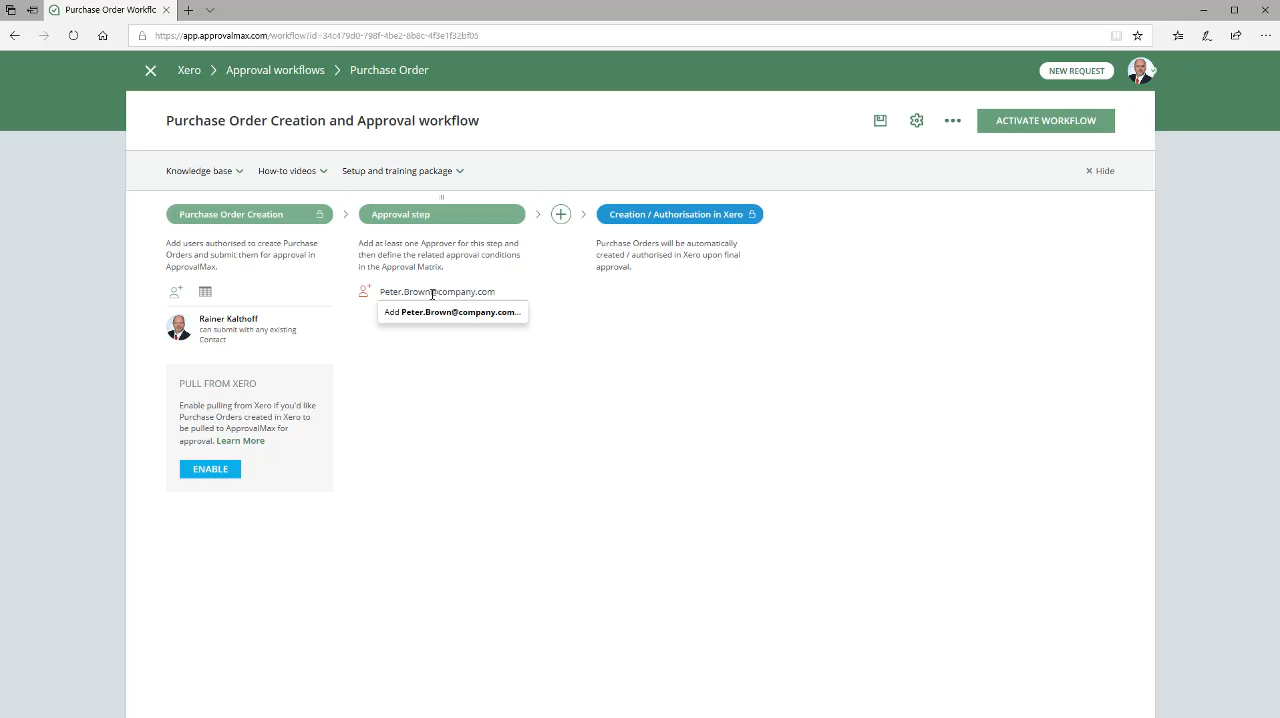 Purchase Order Workflc
https://app.approvalmax.com/workflow?id=34c479d0-798f-4be2-8b8c-4f3e1f32bf05
Xero > Approval workflows > Purchase Order
NEW REQUEST
Purchase Order Creation and Approval workflow
ACTIVATE WORKFLOW
Knowledge base
How-to videos
Setup and training package
× Hide
Purchase Order Creation
Add users authorised to create Purchase
Orders and submit them for approval in
ApprovalMax.
Rainer Kalthoff
can submit with any existing
Contact
PULL FROM XERO
Enable pulling from Xero if you'd like
Purchase Orders created in Xero to
be pulled to ApprovalMax for
approval. Learn More
ENABLE
Approval step
Add at least one Approver for this step and
then define the related approval conditions
in the Approval Matrix.
Peter.Brown@company.com
Add Peter.Brown@company.com...
Creation / Authorisation in Xero
Purchase Orders will be automatically
created / authorised in Xero upon final
approval.